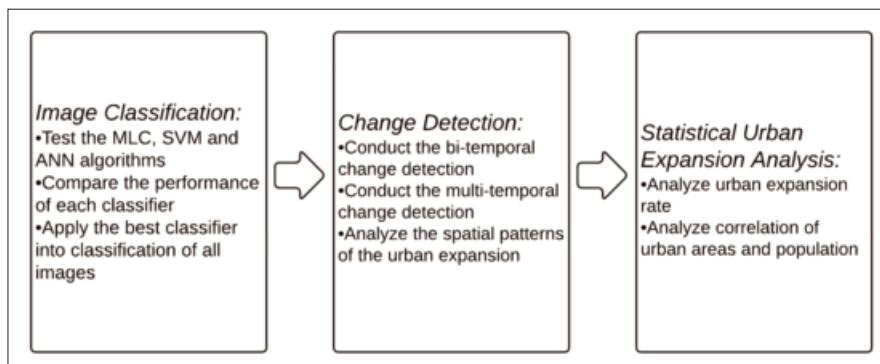 Image Classification:
•Test the MLC, SVM and
ANN algorithms
•Compare the performance
of each classifier
•Apply the best classifier
into classification of all
images
Change Detection:
•Conduct the bi-temporal
change detection
•Conduct the multi-temporal
change detection
•Analyze the spatial patterns
of the urban expansion
Statistical Urban
Expansion Analysis:
•Analyze urban expansion
rate
•Analyze correlation of
urban areas and population